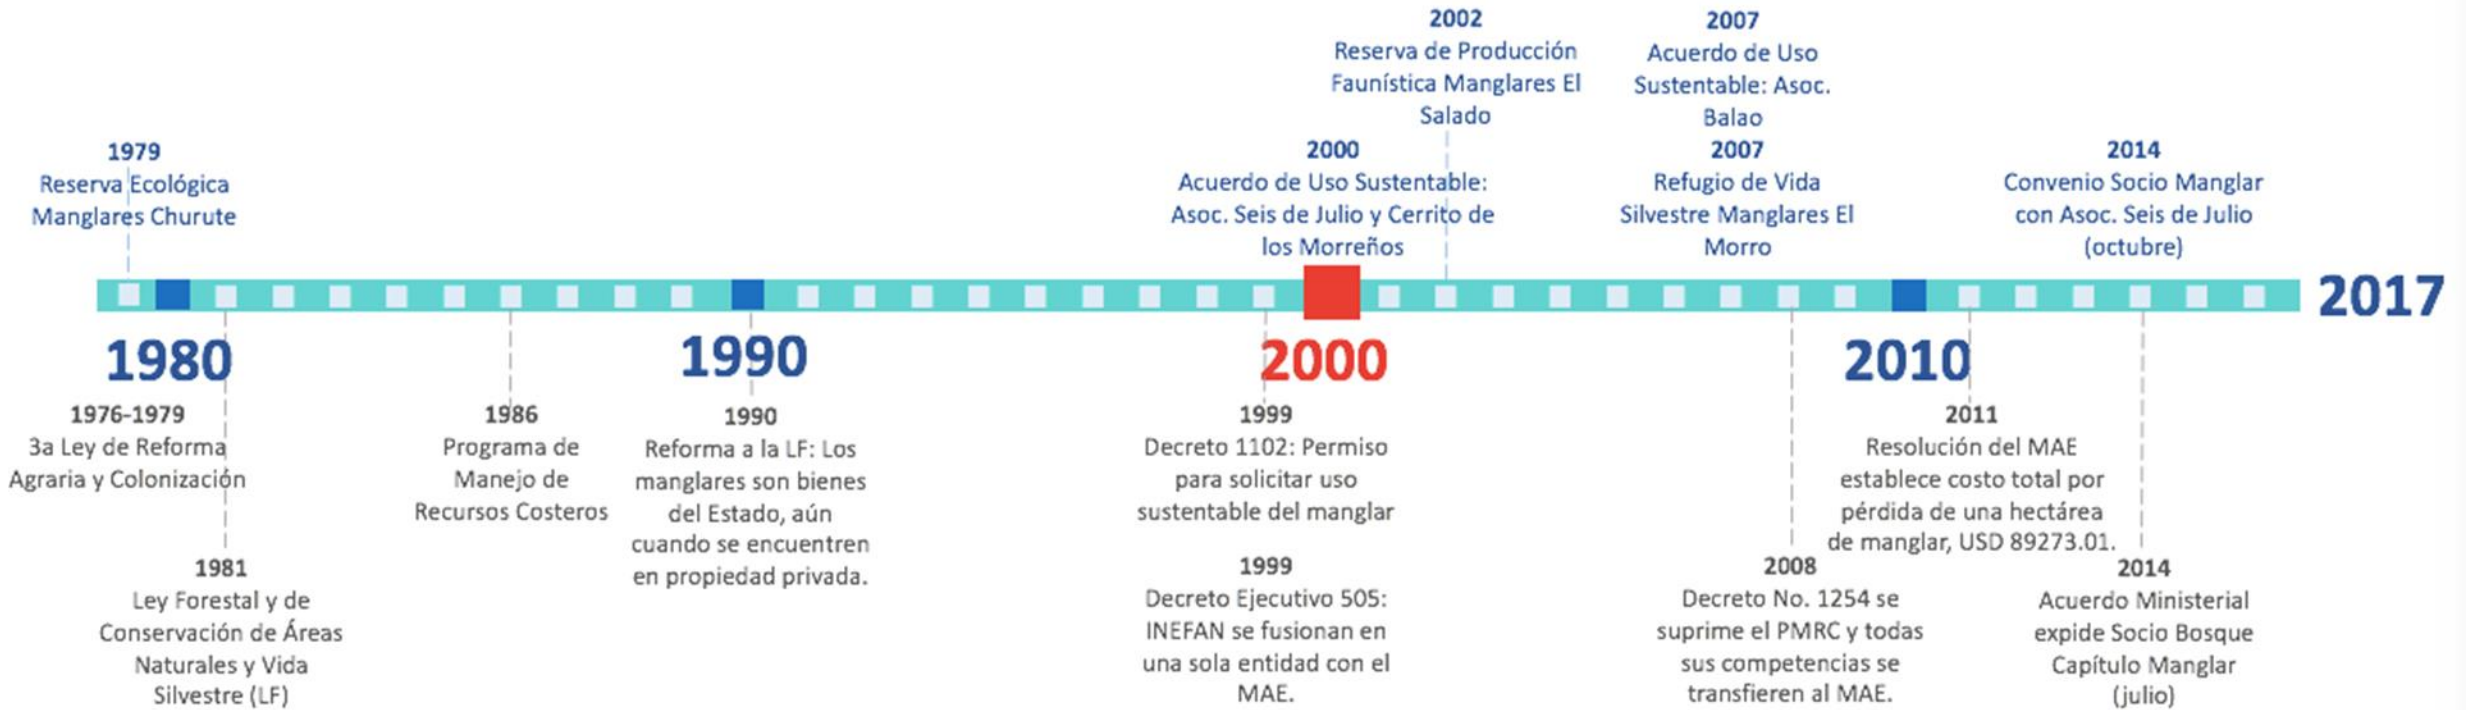 2002
Reserva de Producción
Faunística Manglares El
Salado
2007
Acuerdo de Uso
Sustentable: Asoc.
Balao
1979
Reserva Ecológica
Manglares Churute
2000
Acuerdo de Uso Sustentable:
Asoc. Seis de Julio y Cerrito de
los Morreños
2007
Refugio de Vida
Silvestre Manglares El
Morro
2014
Convenio Socio Manglar
con Asoc. Seis de Julio
(octubre)
2017
1980
1990
2000
2010
1976-1979
3a Ley de Reforma
Agraria y Colonización
1981
Ley Forestal y de
Conservación de Áreas
Naturales y Vida
Silvestre (LF)
1986
Programa de
Manejo de
Recursos Costeros
1990
Reforma a la LF: Los
manglares son bienes
del Estado, aún
cuando se encuentren
en propiedad privada.
1999
Decreto 1102: Permiso
para solicitar uso
sustentable del manglar
1999
Decreto Ejecutivo 505:
INEFAN se fusionan en
una sola entidad con el
MAE.
2011
Resolución del MAE
establece costo total por
pérdida de una hectárea
de manglar, USD 89273.01.
2008
Decreto No. 1254 se
suprime el PMRC y todas
sus competencias se
transfieren al MAE.
2014
Acuerdo Ministerial
expide Socio Bosque
Capítulo Manglar
(julio)